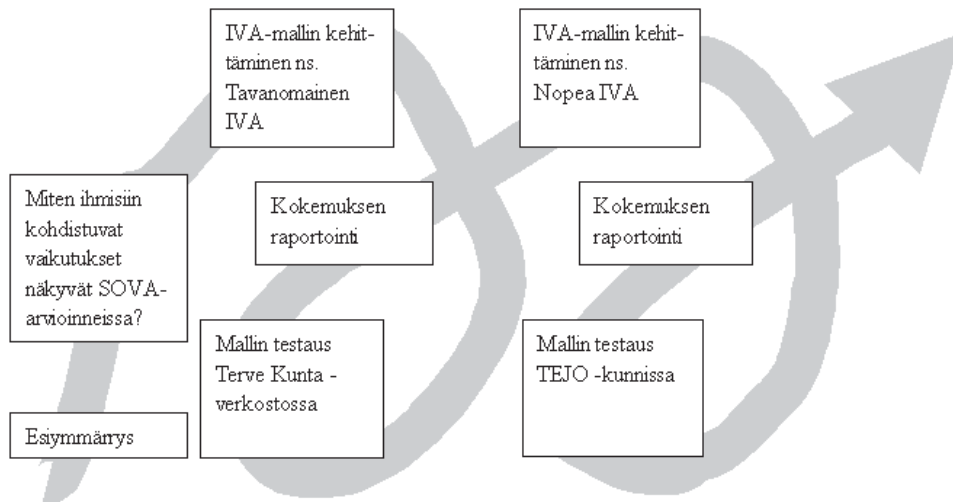 IVA-mallin kehit-
täminen ns.
Tavanomainen
IVA
IVA-mallin kehit-
täminen ns.
Nopea IVA
Miten ihmisiin
kohdistuvat
vaikutukset
näkyvät SOVA-
arvioinneissa?
Kokemuksen
raportointi
Kokemuksen
raportointi
Mallin testaus
Terve Kunta -
verkostossa
Mallin testaus
TEJO -kunnissa
Esiymmärrys